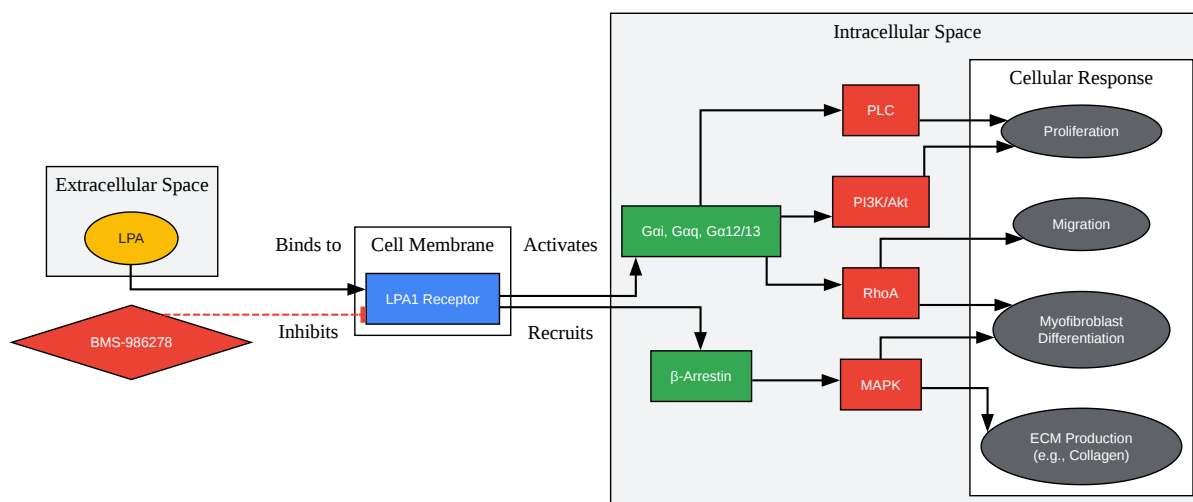 Intracellular Space
Cellular Response
PLC
Proliferation
Extracellular Space
LPA
PI3K/Akt
Binds to
Cell Membrane
Activates
Gαi, Gαq, Gα12/13
Migration
LPA1 Receptor
RhoA
BMS-986278
Inhibits
Recruits
Myofibroblast
Differentiation
β-Arrestin
MAPK
ECM Production
(e.g., Collagen)